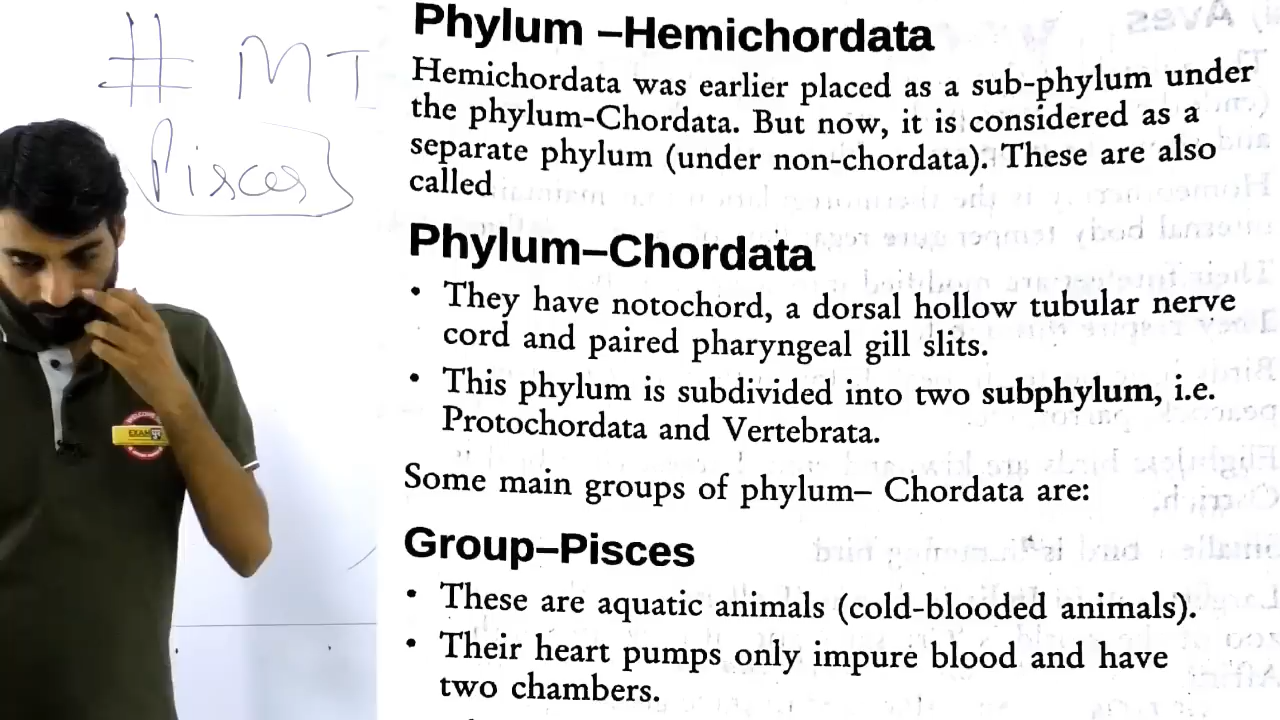 # MI
Pisces
Phylum –Hemichordata
Hemichordata was earlier placed as a sub-phylum under
the phylum-Chordata. But now, it is considered as a
separate phylum (under non-chordata). These are also
called
Phylum–Chordata
• They have notochord, a dorsal hollow tubular nerve
cord and paired pharyngeal gill slits.
• This phylum is subdivided into two subphylum, i.e.
Protochordata and Vertebrata.
Some main groups of phylum– Chordata are:
Group–Pisces
• These are aquatic animals (cold-blooded animals).
• Their heart pumps only impure blood and have
two chambers.
EXAM